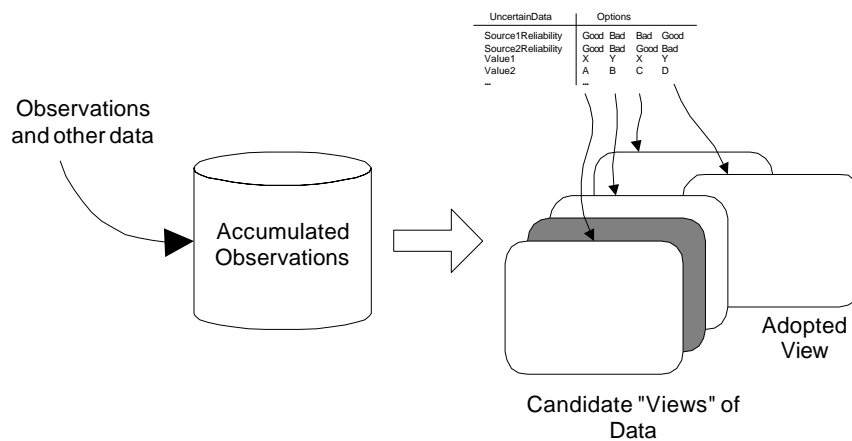 UncertainData Options
Source1Reliability Good Bad Bad Good
Source2Reliability Good Bad Good Bad
Value1 X Y X Y
Value2 A B C D
... ...
Observations
and other data
Accumulated
Observations
Adopted
View
Candidate "Views" of
Data